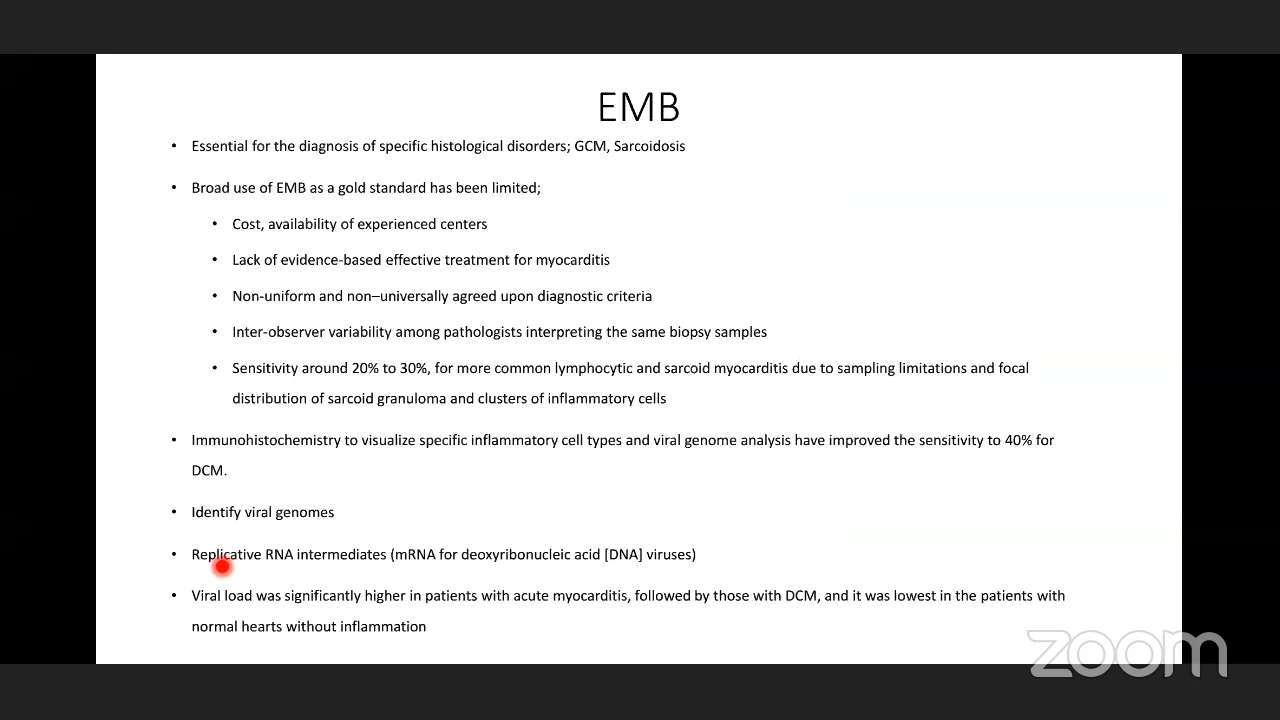 EMB
• Essential for the diagnosis of specific histological disorders; GCM, Sarcoidosis
• Broad use of EMB as a gold standard has been limited;
• Cost, availability of experienced centers
• Lack of evidence-based effective treatment for myocarditis
• Non-uniform and non–universally agreed upon diagnostic criteria
• Inter-observer variability among pathologists interpreting the same biopsy samples
• Sensitivity around 20% to 30%, for more common lymphocytic and sarcoid myocarditis due to sampling limitations and focal
distribution of sarcoid granuloma and clusters of inflammatory cells
• Immunohistochemistry to visualize specific inflammatory cell types and viral genome analysis have improved the sensitivity to 40% for
DCM.
• Identify viral genomes
• Replicative RNA intermediates (mRNA for deoxyribonucleic acid [DNA] viruses)
• Viral load was significantly higher in patients with acute myocarditis, followed by those with DCM, and it was lowest in the patients with
normal hearts without inflammation
zoom